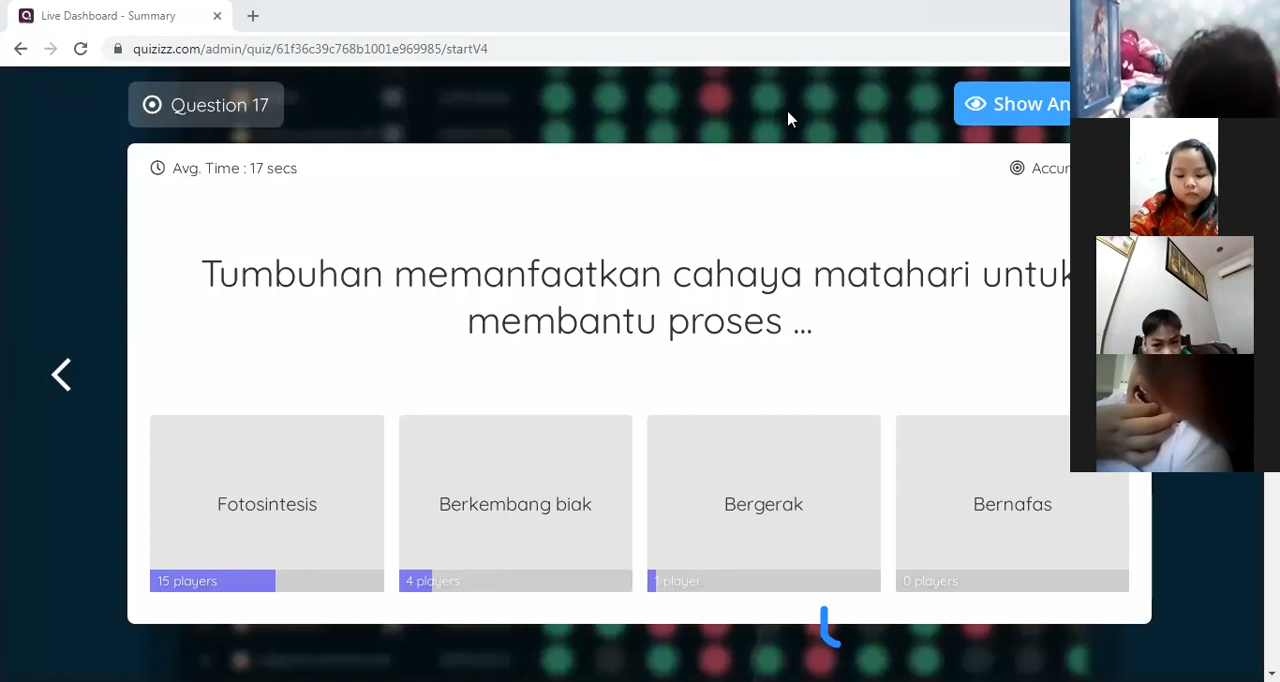 Live Dashboard - Summary
quizizz.com/admin/quiz/61f36c39c768b1001e969985/startV4
Question 17
Show An
Avg. Time : 17 secs
Accur
Tumbuhan memanfaatkan cahaya matahari untuk
membantu proses ...
Fotosintesis
Berkembang biak
Bergerak
Bernafas
15 players
4 players
1 player
0 players